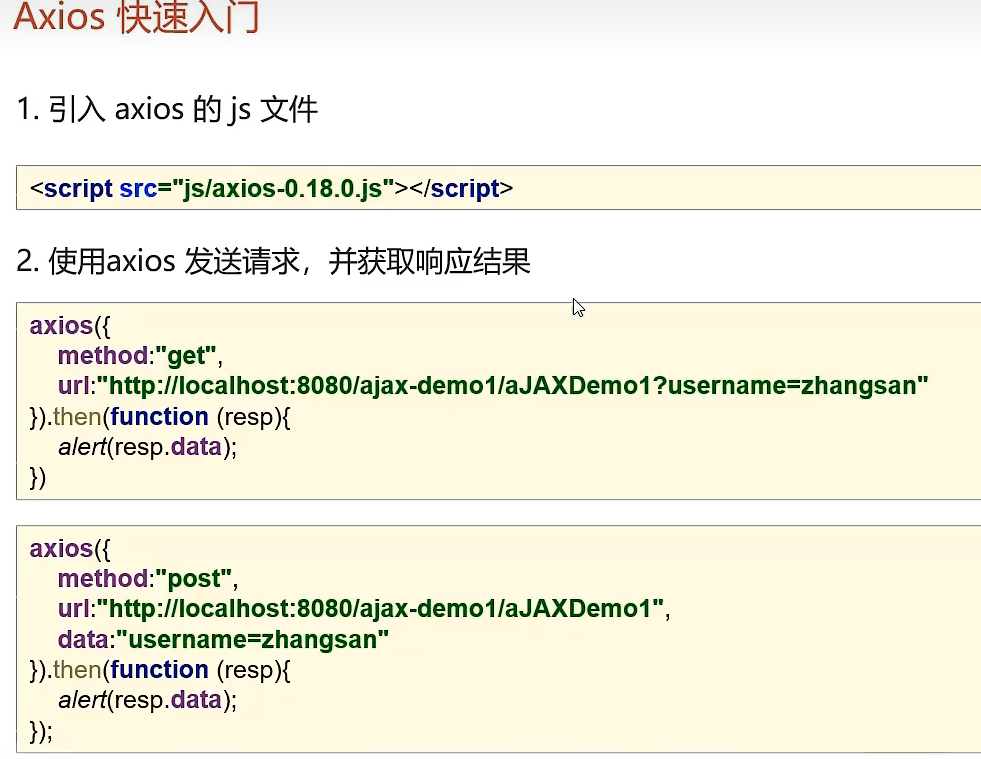 Axios 快速入门
1. 引入 axios 的 js 文件
<script src="js/axios-0.18.0.js"></script>
2. 使用axios 发送请求，并获取响应结果
axios({
method:"get",
url:"http://localhost:8080/ajax-demo1/aJAXDemo1?username=zhangsan"
}).then(function (resp){
alert(resp.data);
})
axios({
method:"post",
url:"http://localhost:8080/ajax-demo1/aJAXDemo1",
data:"username=zhangsan"
}).then(function (resp){
alert(resp.data);
});